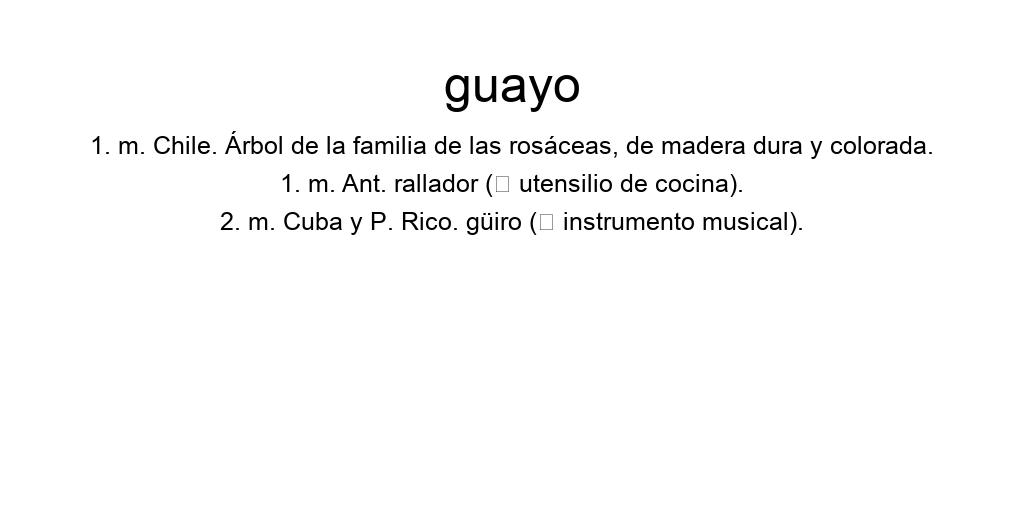 guayo
1. m. Chile. Árbol de la familia de las rosáceas, de madera dura y colorada.
1. m. Ant. rallador (□ utensilio de cocina).
2. m. Cuba y P. Rico. güiro (□ instrumento musical).